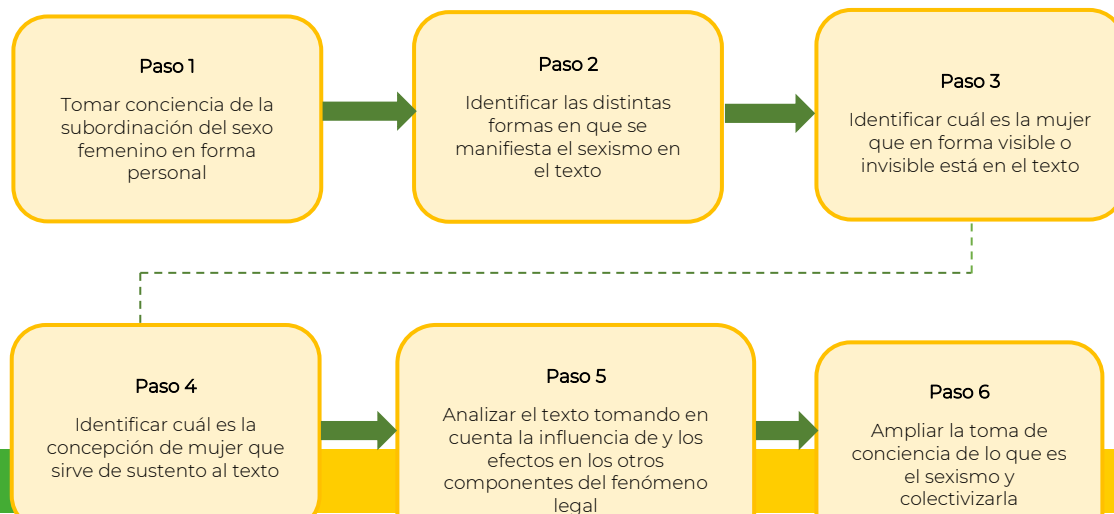 Paso 1
Tomar conciencia de la
subordinación del sexo
femenino en forma
personal
Paso 2
Identificar las distintas
formas en que se
manifiesta el sexismo en
el texto
Paso 3
Identificar cuál es la mujer
que en forma visible o
invisible está en el texto
Paso 4
Identificar cuál es la
concepción de mujer que
sirve de sustento al texto
Paso 5
Analizar el texto tomando en
cuenta la influencia de y los
efectos en los otros
componentes del fenómeno
legal
Paso 6
Ampliar la toma de
conciencia de lo que es
el sexismo y
colectivizarla